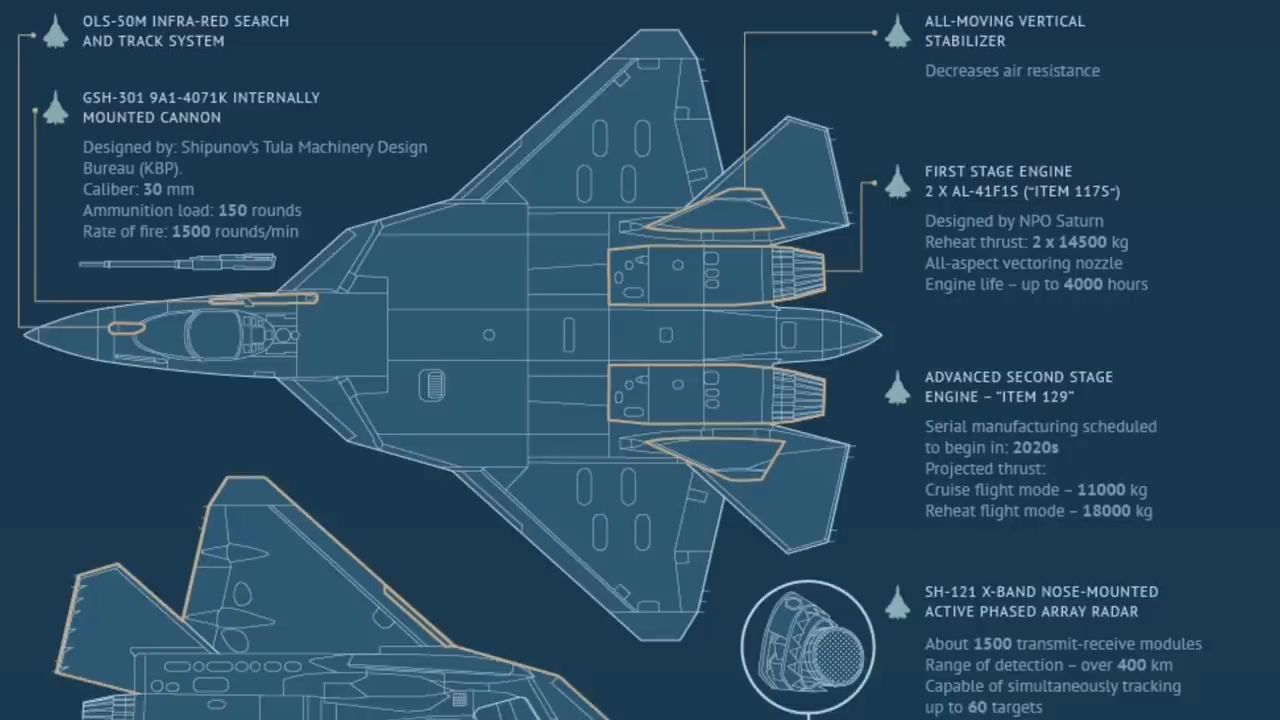 OLS-50M INFRA-RED SEARCH
AND TRACK SYSTEM
GSH-301 9A1-4071K INTERNALLY
MOUNTED CANNON
Designed by: Shipunov's Tula Machinery Design
Bureau (KBP).
Caliber: 30 mm
Ammunition load: 150 rounds
Rate of fire: 1500 rounds/min
ALL-MOVING VERTICAL
STABILIZER
Decreases air resistance
FIRST STAGE ENGINE
2 X AL-41F1S ("ITEM 117S")
Designed by NPO Saturn
Reheat thrust: 2 x 14500 kg
All-aspect vectoring nozzle
Engine life – up to 4000 hours
ADVANCED SECOND STAGE
ENGINE – "ITEM 129"
Serial manufacturing scheduled
to begin in: 2020s
Projected thrust:
Cruise flight mode – 11000 kg
Reheat flight mode – 18000 kg
SH-121 X-BAND NOSE-MOUNTED
ACTIVE PHASED ARRAY RADAR
About 1500 transmit-receive modules
Range of detection – over 400 km
Capable of simultaneously tracking
up to 60 targets